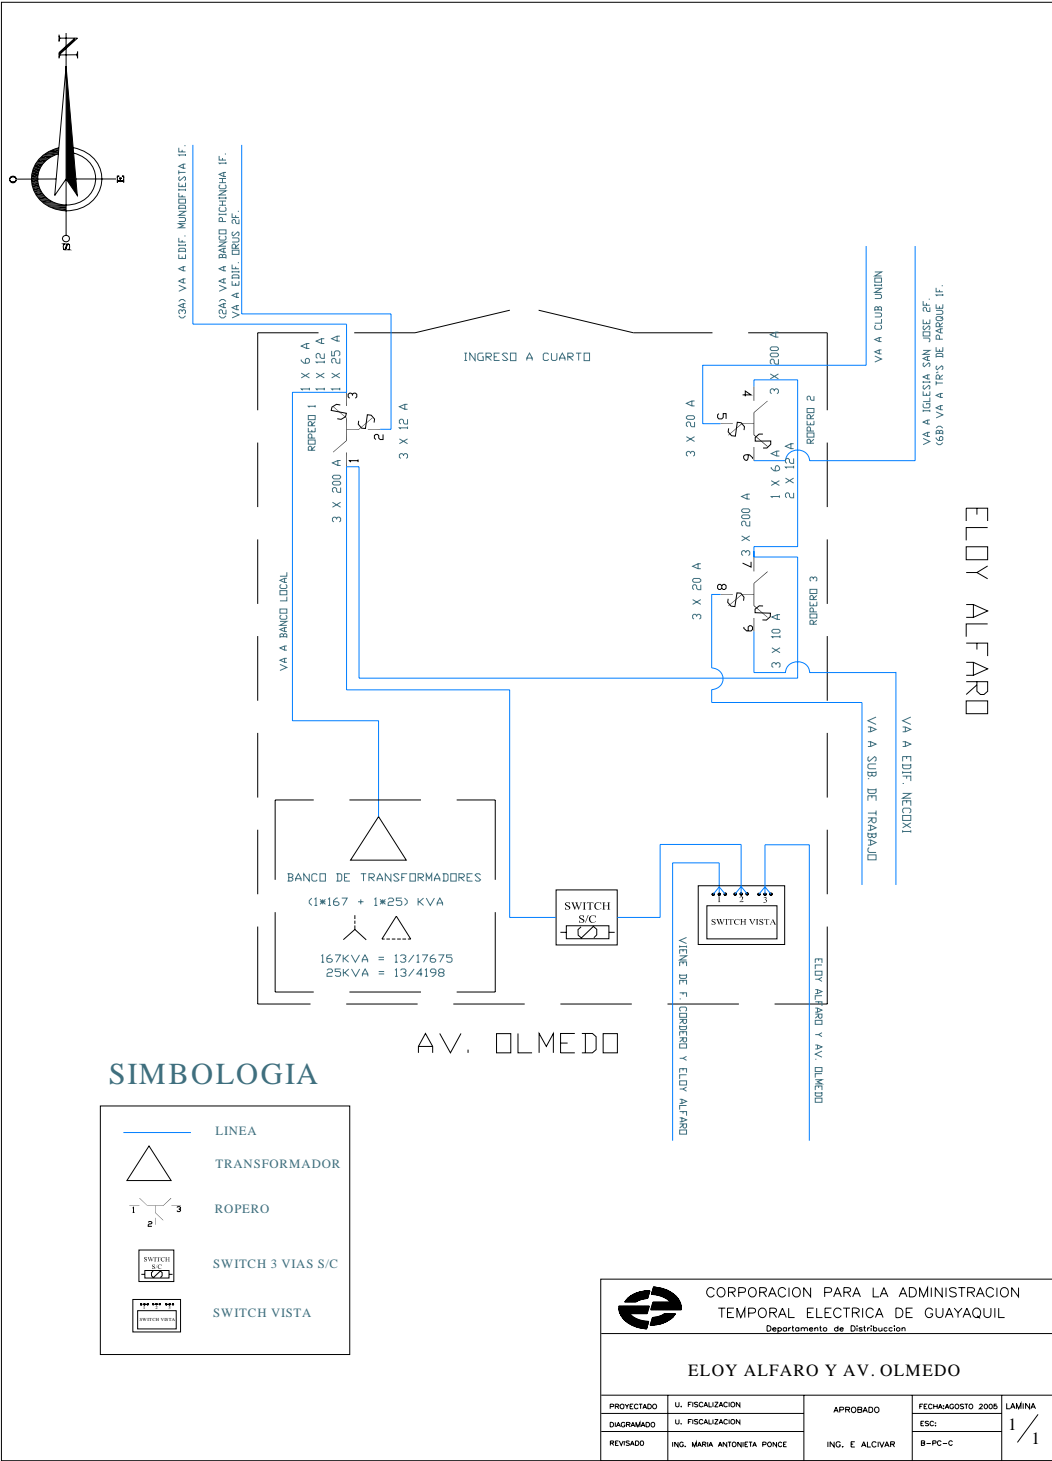 N
O
E
S
(3A) VA A EDIF. MUNDOFIESTA 1F.
(2A) VA A BANCO PICHINCHA 1F.
VA A EDIF. ORUS 2F.
INGRESO A CUARTO
1 X 6 A
1 X 12 A
1 X 25 A
ROPERO 1
3
2
1
3 X 12 A
3 X 200 A
VA A BANCO LOCAL
VA A CLUB UNION
VA A IGLESIA SAN JOSE 2F.
(6B) VA A TR'S DE PARQUE 1F.
3 X 200 A
4
5
6
3 X 20 A
ROPERO 2
1 X 6 A
2 X 12 A
3 X 200 A
7
8
9
3 X 20 A
ROPERO 3
3 X 10 A
ELOY ALFARO
VA A SUB. DE TRABAJO
VA A EDIF. NECOXI
BANCO DE TRANSFORMADORES
(1*167 + 1*25) KVA
167KVA = 13/17675
25KVA = 13/4198
SWITCH
S/C
1 2 3
SWITCH VISTA
VIENE DE F. CORDERO Y ELOY ALFARO
ELOY ALFARO Y AV. OLMEDO
AV. OLMEDO
SIMBOLOGIA
LINEA
TRANSFORMADOR
1 2 3
ROPERO
SWITCH
S/C
SWITCH 3 VIAS S/C
SWITCH VISTA
SWITCH VISTA
CORPORACION PARA LA ADMINISTRACION
TEMPORAL ELECTRICA DE GUAYAQUIL
Departamento de Distribuccion
ELOY ALFARO Y AV. OLMEDO
PROYECTADO U. FISCALIZACION
DIAGRAMADO U. FISCALIZACION
REVISADO ING. MARIA ANTONIETA PONCE
APROBADO
ING. E ALCIVAR
FECHA:AGOSTO 2005
ESC:
B-PC-C
LAMINA
1/1